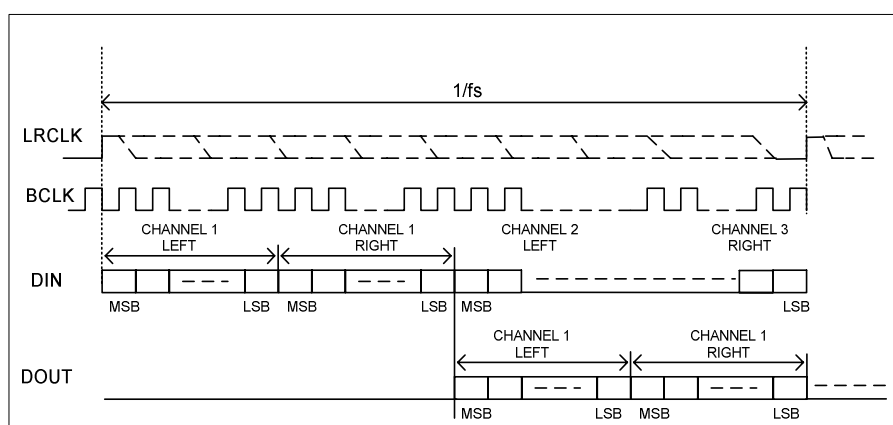 1/fs
LRCLK
BCLK
CHANNEL 1
LEFT
CHANNEL 1
RIGHT
CHANNEL 2
LEFT
CHANNEL 3
RIGHT
DIN
MSB
LSB
MSB
LSB
MSB
LSB
CHANNEL 1
LEFT
CHANNEL 1
RIGHT
DOUT
MSB
LSB
MSB
LSB